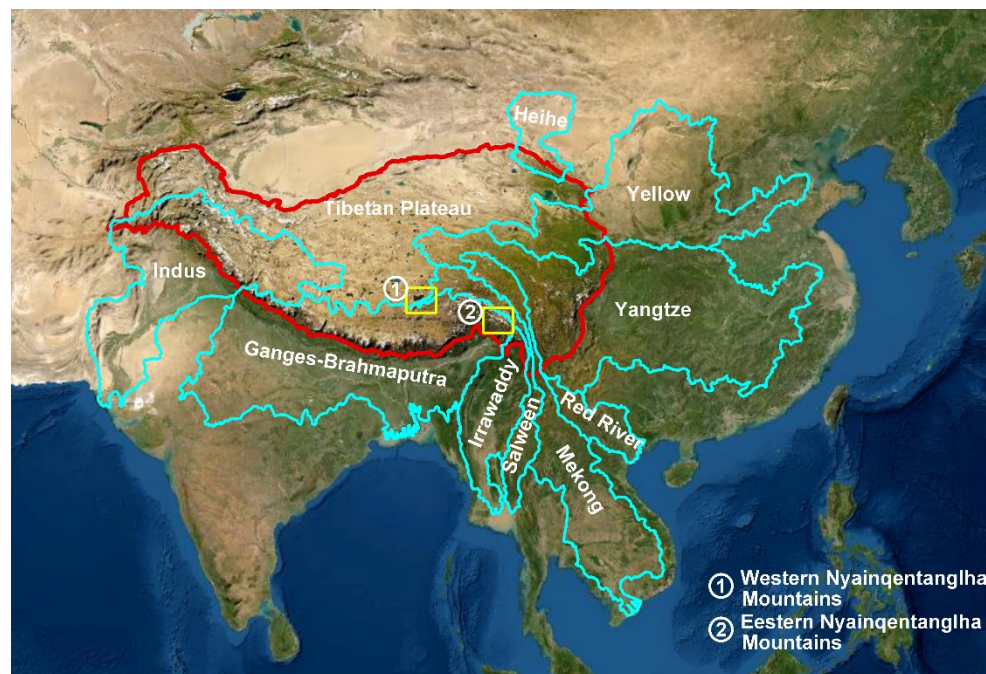 Heihe
Yellow
Tibetan Plateau
Indus
①
②
Yangtze
Ganges-Brahmaputra
Irrawaddy
Salween
Red River
Mekong
① Western Nyainqentanglha
Mountains
② Eestern Nyainqentanglha
Mountains